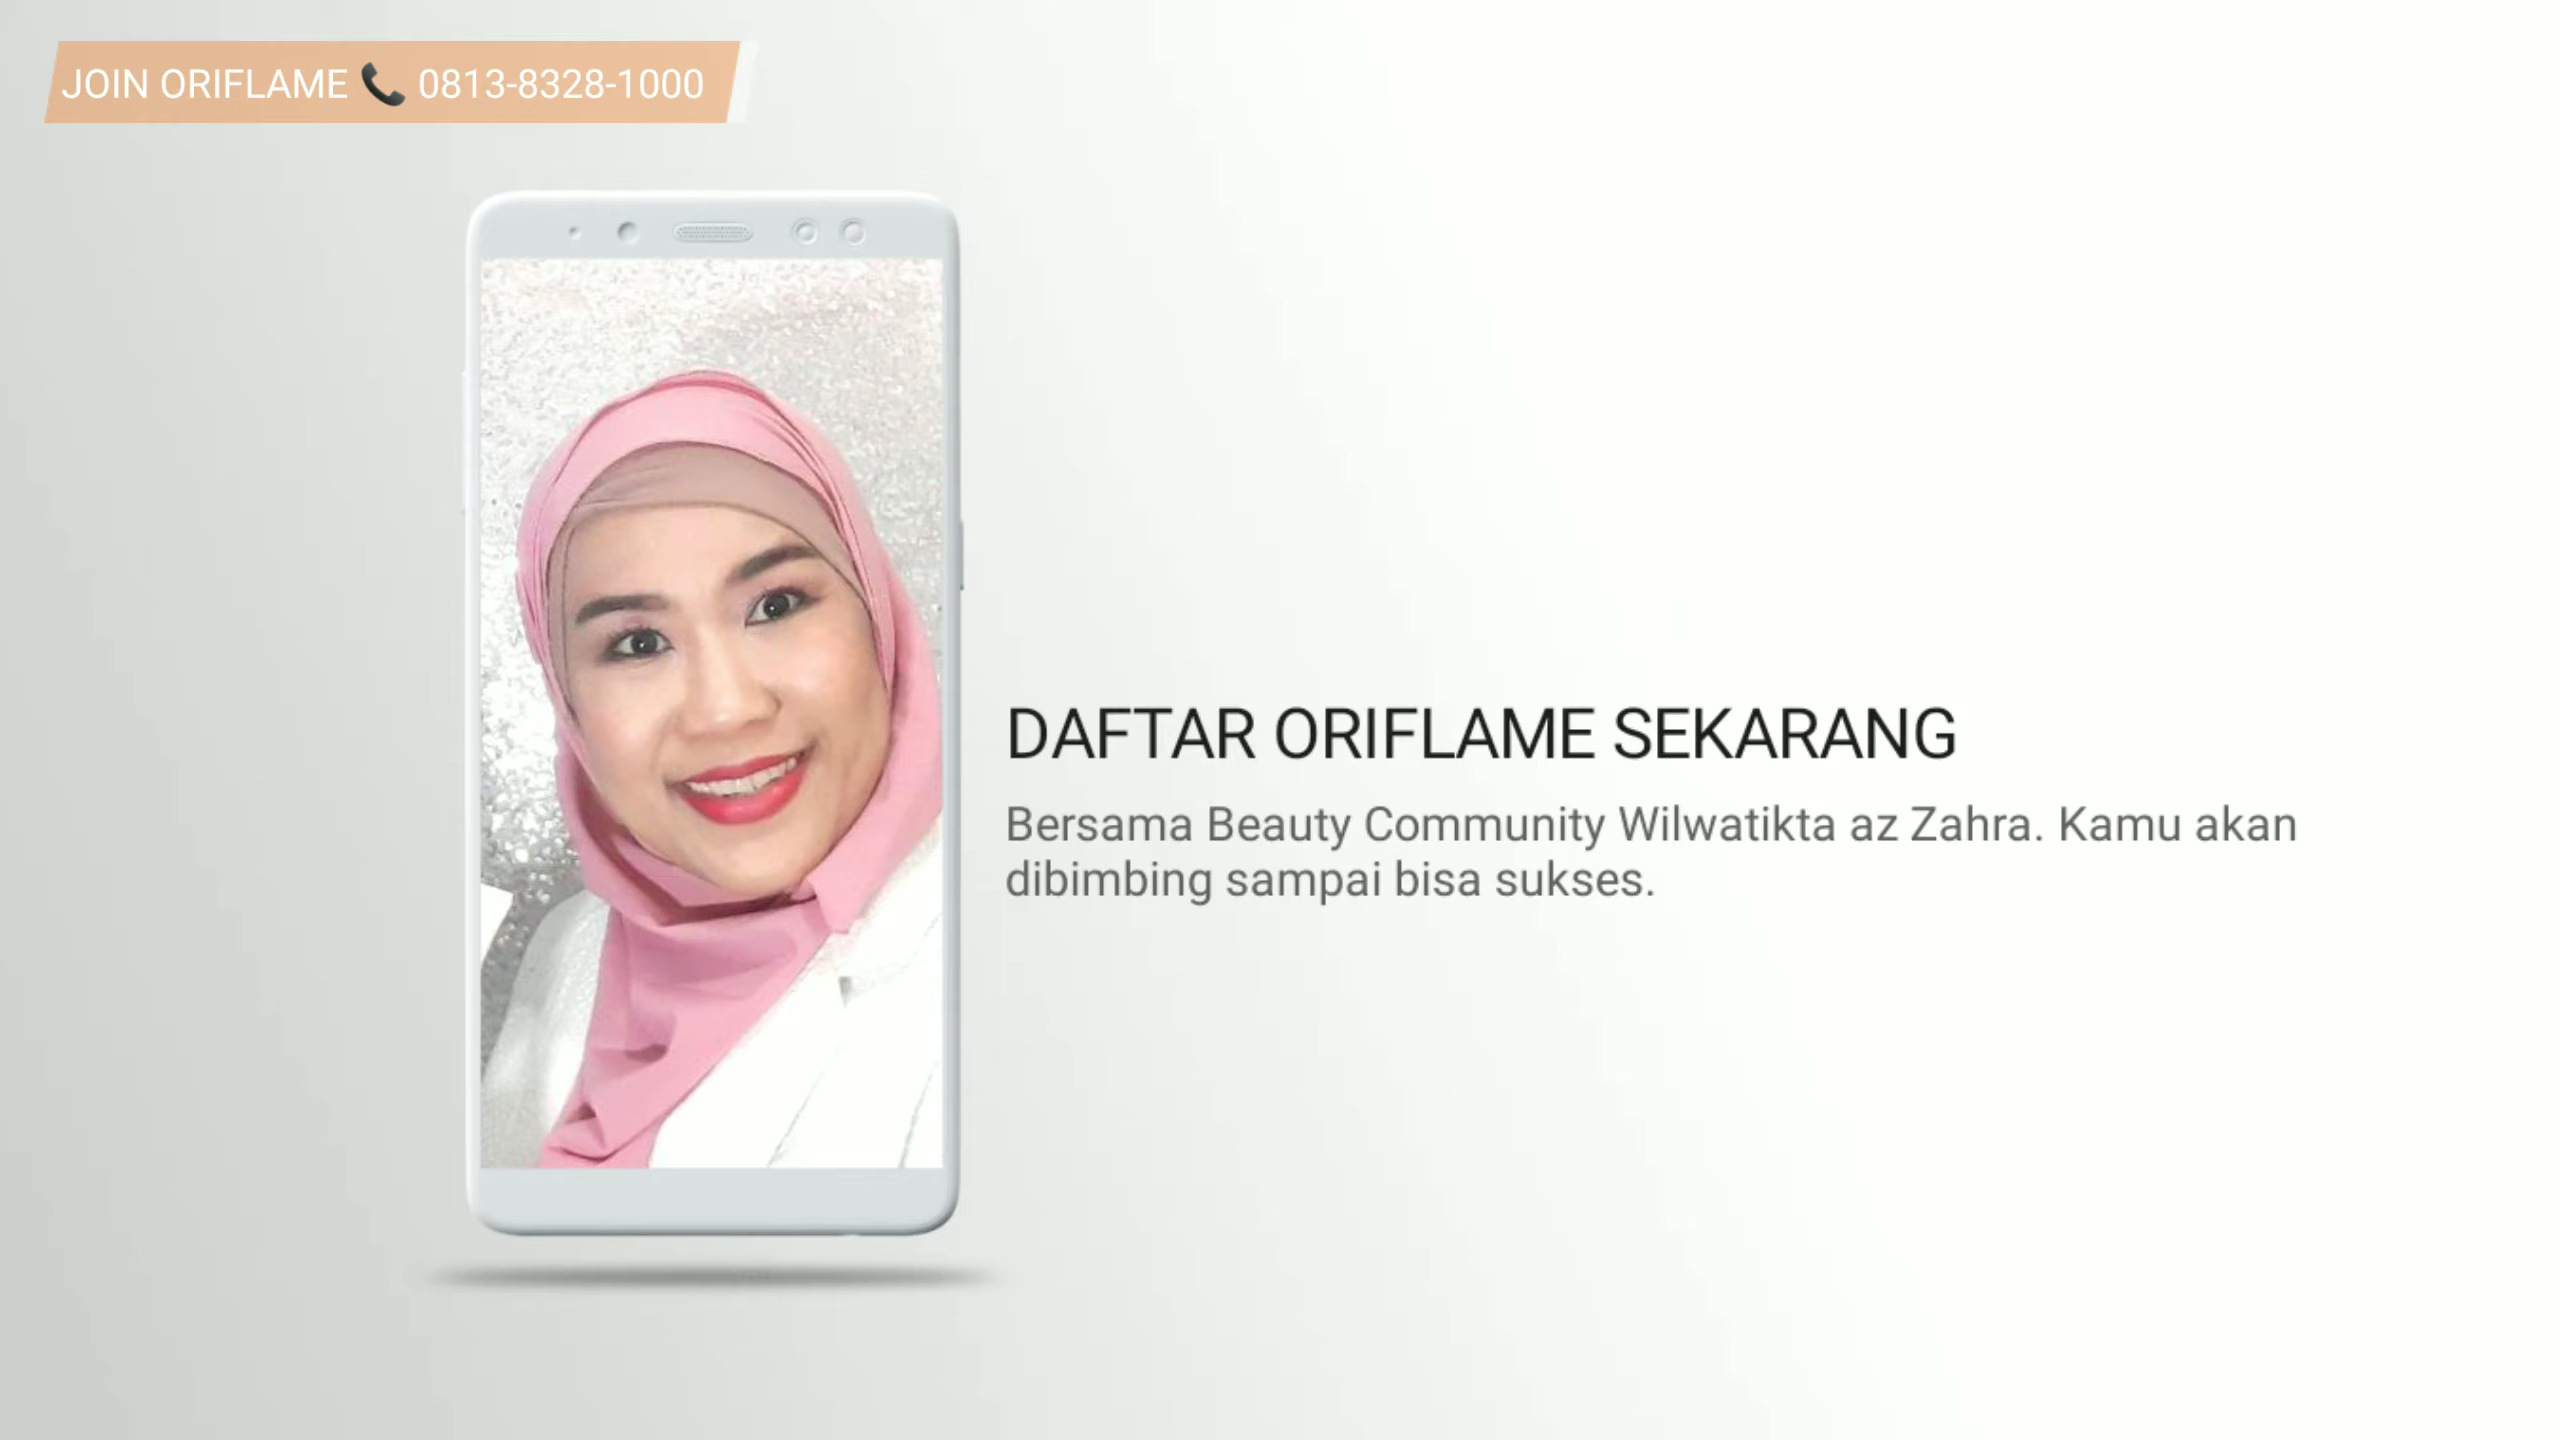 JOIN ORIFLAME 📞 0813-8328-1000
DAFTAR ORIFLAME SEKARANG
Bersama Beauty Community Wilwatikta az Zahra. Kamu akan
dibimbing sampai bisa sukses.